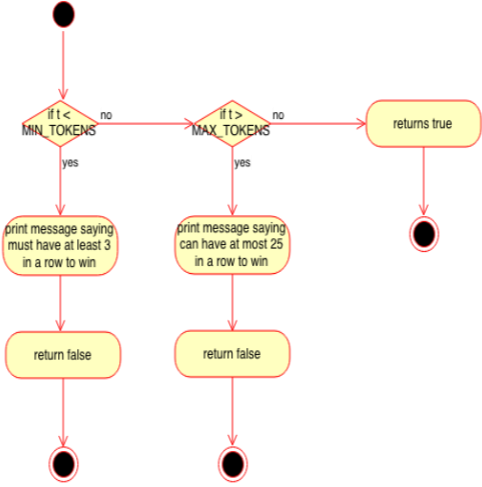 if t <
MIN_TOKENS
no
if t >
MAX_TOKENS
no
returns true
yes
yes
print message saying
must have at least 3
in a row to win
print message saying
can have at most 25
in a row to win
return false
return false